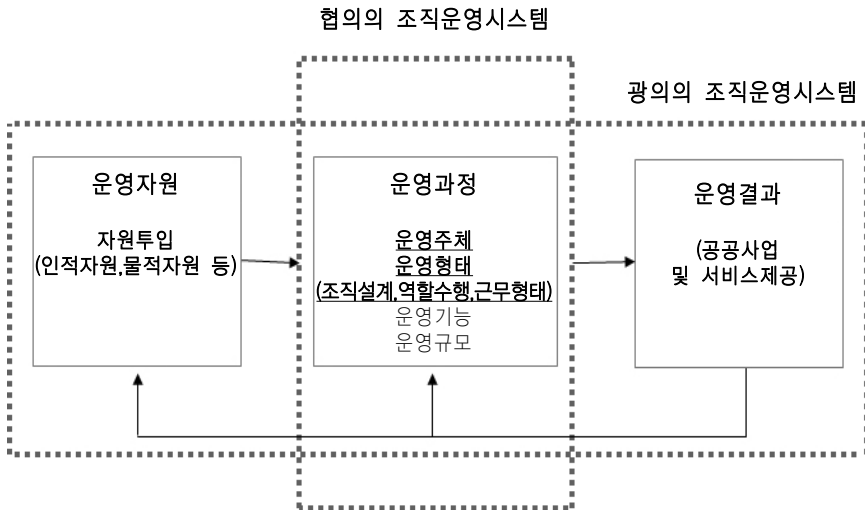 협의의 조직운영시스템
광의의 조직운영시스템
운영자원
자원투입
(인적자원,물적자원 등)
운영과정
운영주체
운영형태
(조직설계,역할수행,근무형태)
운영기능
운영규모
운영결과
(공공사업
및 서비스제공)